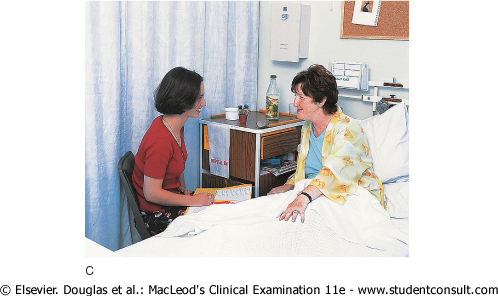 C
© Elsevier. Douglas et al.: MacLeod's Clinical Examination 11e - www.studentconsult.com